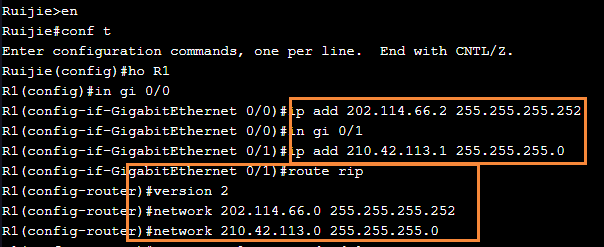 Ruijie>en
Ruijie#conf t
Enter configuration commands, one per line.  End with CNTL/Z.
Ruijie(config)#ho R1
R1(config)#in gi 0/0
R1(config-if-GigabitEthernet 0/0)#ip add 202.114.66.2 255.255.255.252
R1(config-if-GigabitEthernet 0/0)#in gi 0/1
R1(config-if-GigabitEthernet 0/1)#ip add 210.42.113.1 255.255.255.0
R1(config-if-GigabitEthernet 0/1)#route rip
R1(config-router)#version 2
R1(config-router)#network 202.114.66.0 255.255.255.252
R1(config-router)#network 210.42.113.0 255.255.255.0